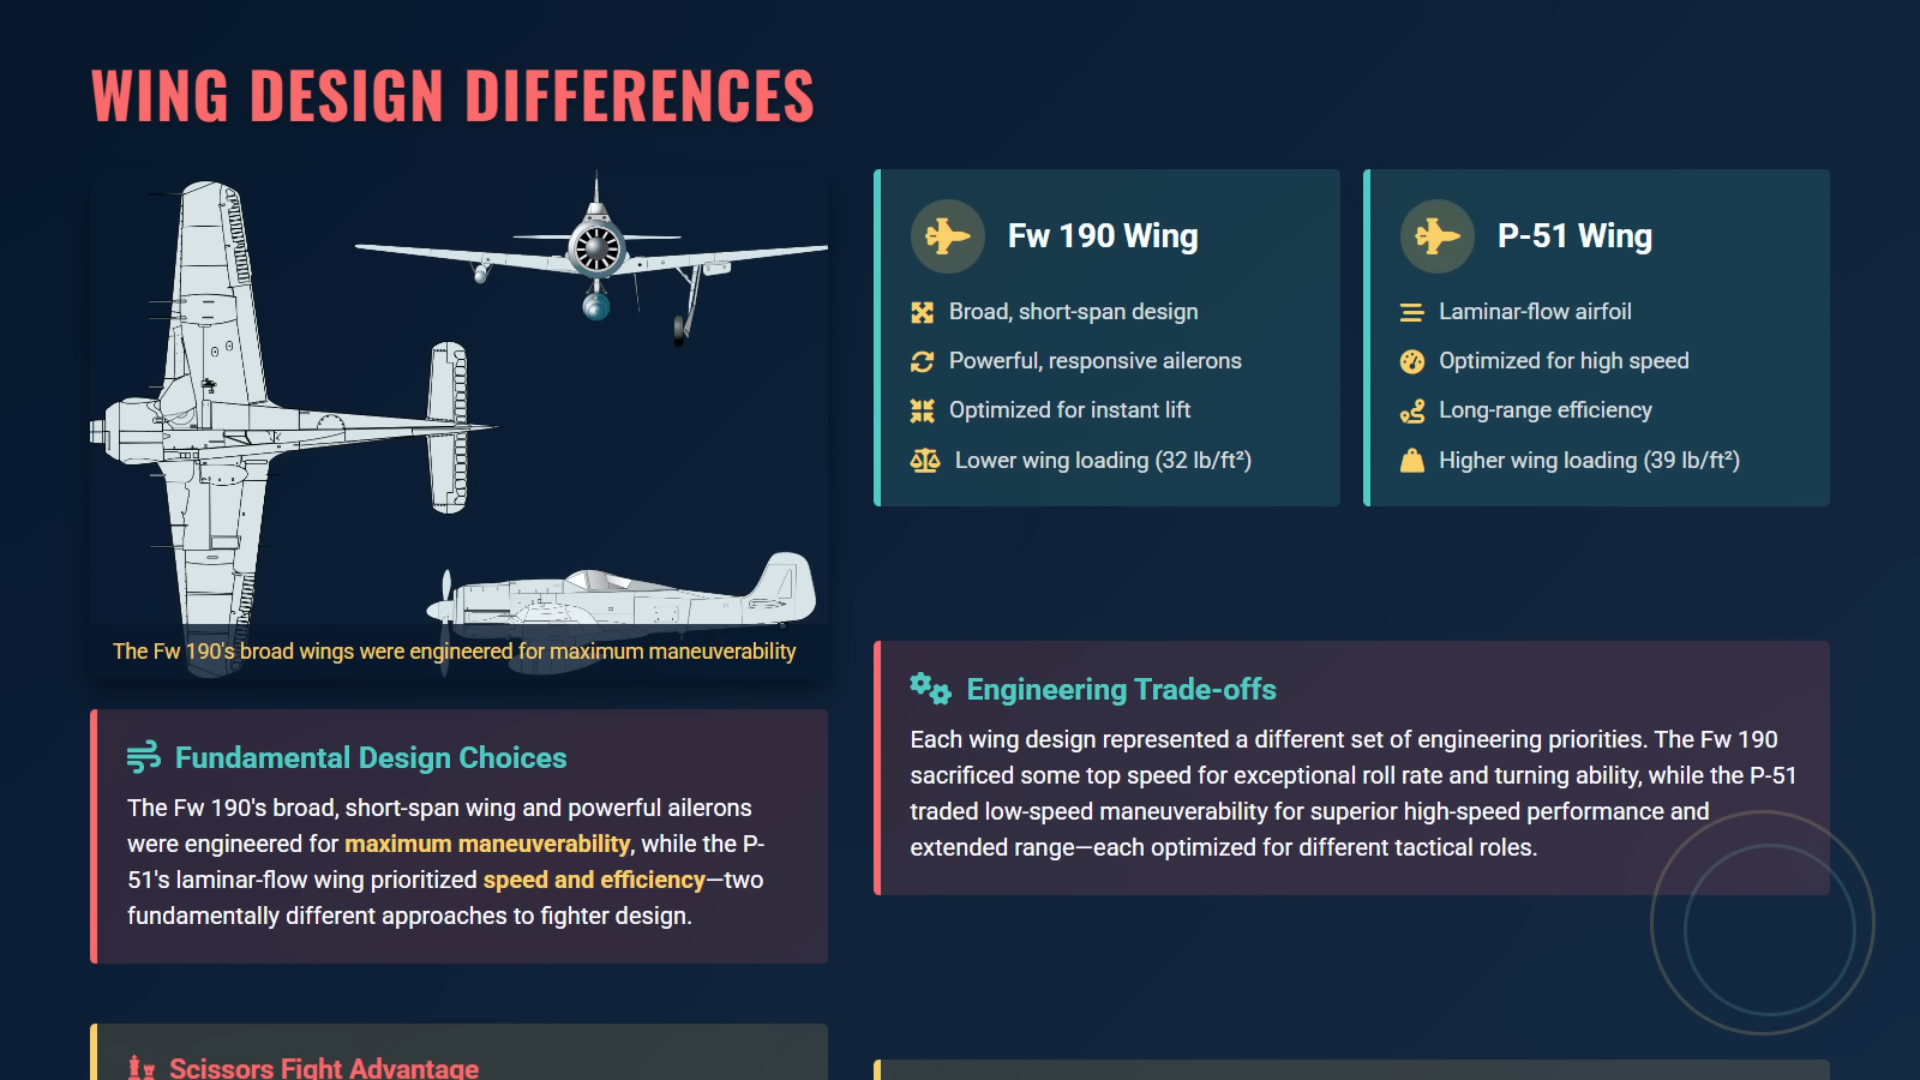 WING DESIGN DIFFERENCES
The Fw 190's broad wings were engineered for maximum maneuverability
Fundamental Design Choices
The Fw 190's broad, short-span wing and powerful ailerons
were engineered for maximum maneuverability, while the P-
51's laminar-flow wing prioritized speed and efficiency—two
fundamentally different approaches to fighter design.
Scissors Fight Advantage
Fw 190 Wing
Broad, short-span design
Powerful, responsive ailerons
Optimized for instant lift
Lower wing loading (32 lb/ft²)
P-51 Wing
Laminar-flow airfoil
Optimized for high speed
Long-range efficiency
Higher wing loading (39 lb/ft²)
Engineering Trade-offs
Each wing design represented a different set of engineering priorities. The Fw 190
sacrificed some top speed for exceptional roll rate and turning ability, while the P-51
traded low-speed maneuverability for superior high-speed performance and
extended range—each optimized for different tactical roles.